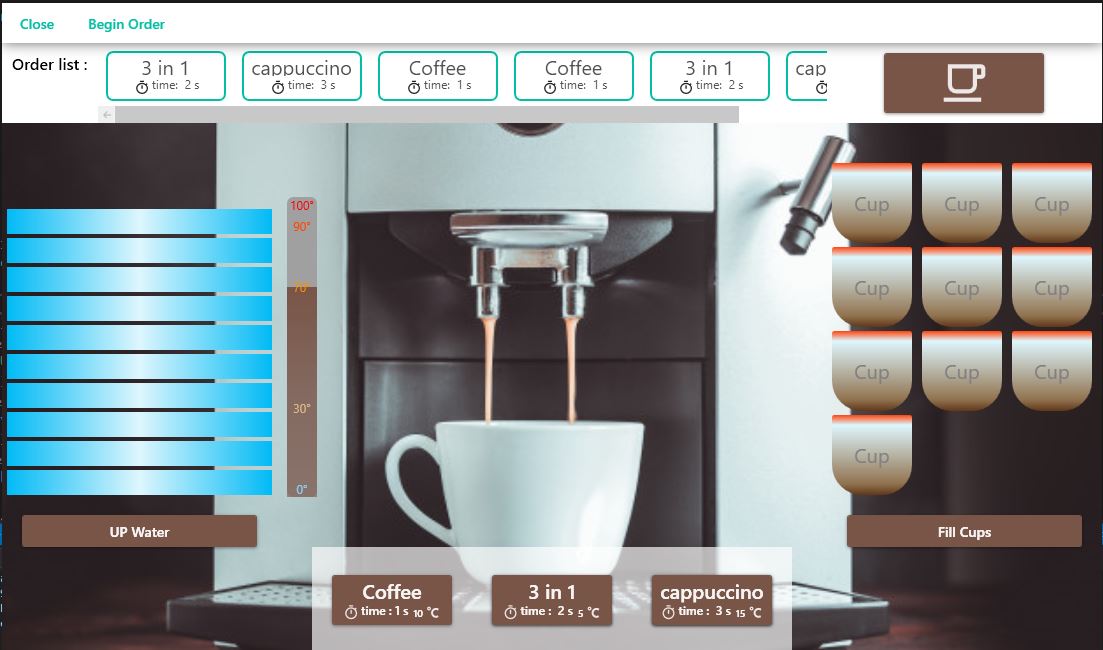 Close Begin Order
Order list :
3 in 1
time: 2 s
cappuccino
time: 3 s
Coffee
time: 1 s
Coffee
time: 1 s
3 in 1
time: 2 s
cap
100°
90°
70°
30°
0°
Cup Cup Cup
Cup Cup Cup
Cup Cup Cup
Cup
UP Water
Fill Cups
Coffee
time : 1 s 10 °C
3 in 1
time : 2 s 5 °C
cappuccino
time : 3 s 15 °C